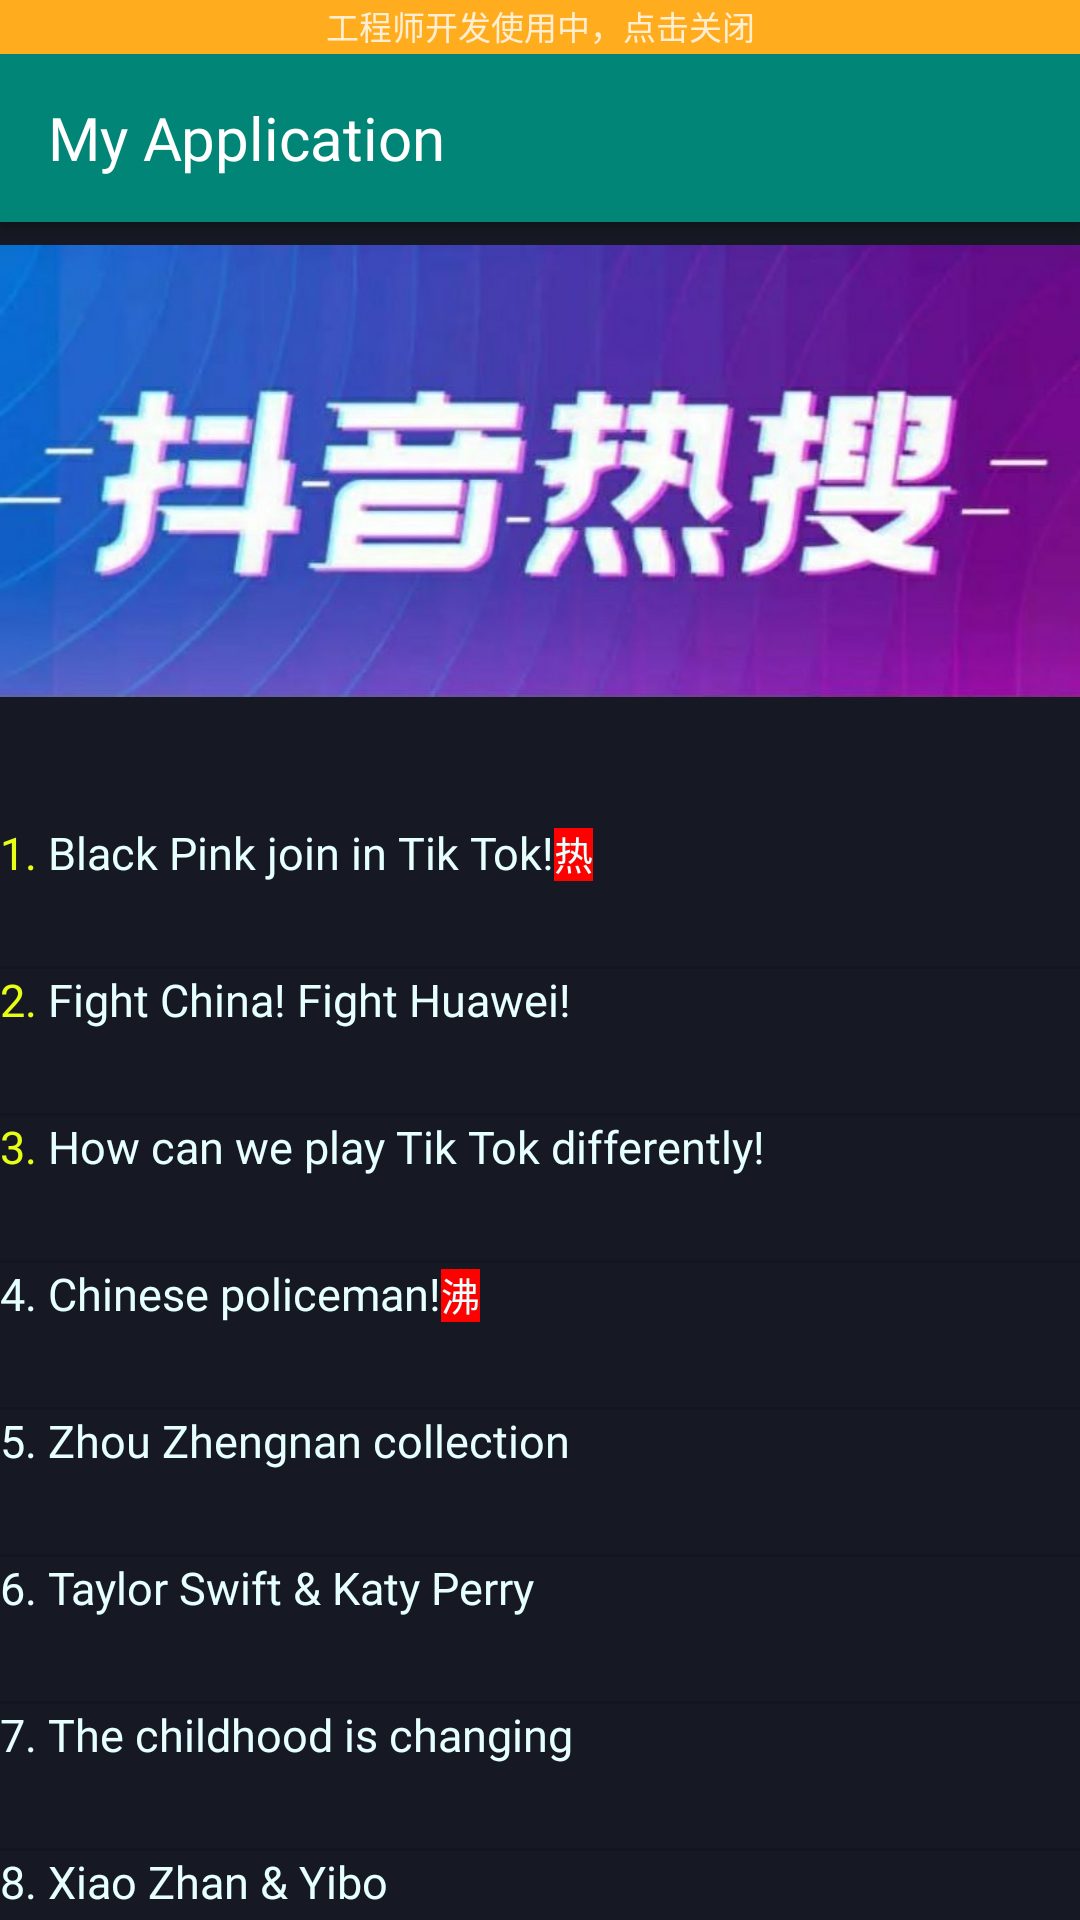 工程师开发使用中，点击关闭
My Application
抖音热搜
1. Black Pink join in Tik Tok!热
2. Fight China! Fight Huawei!
3. How can we play Tik Tok differently!
4. Chinese policeman!沸
5. Zhou Zhengnan collection
6. Taylor Swift & Katy Perry
7. The childhood is changing
8. Xiao Zhan & Yibo